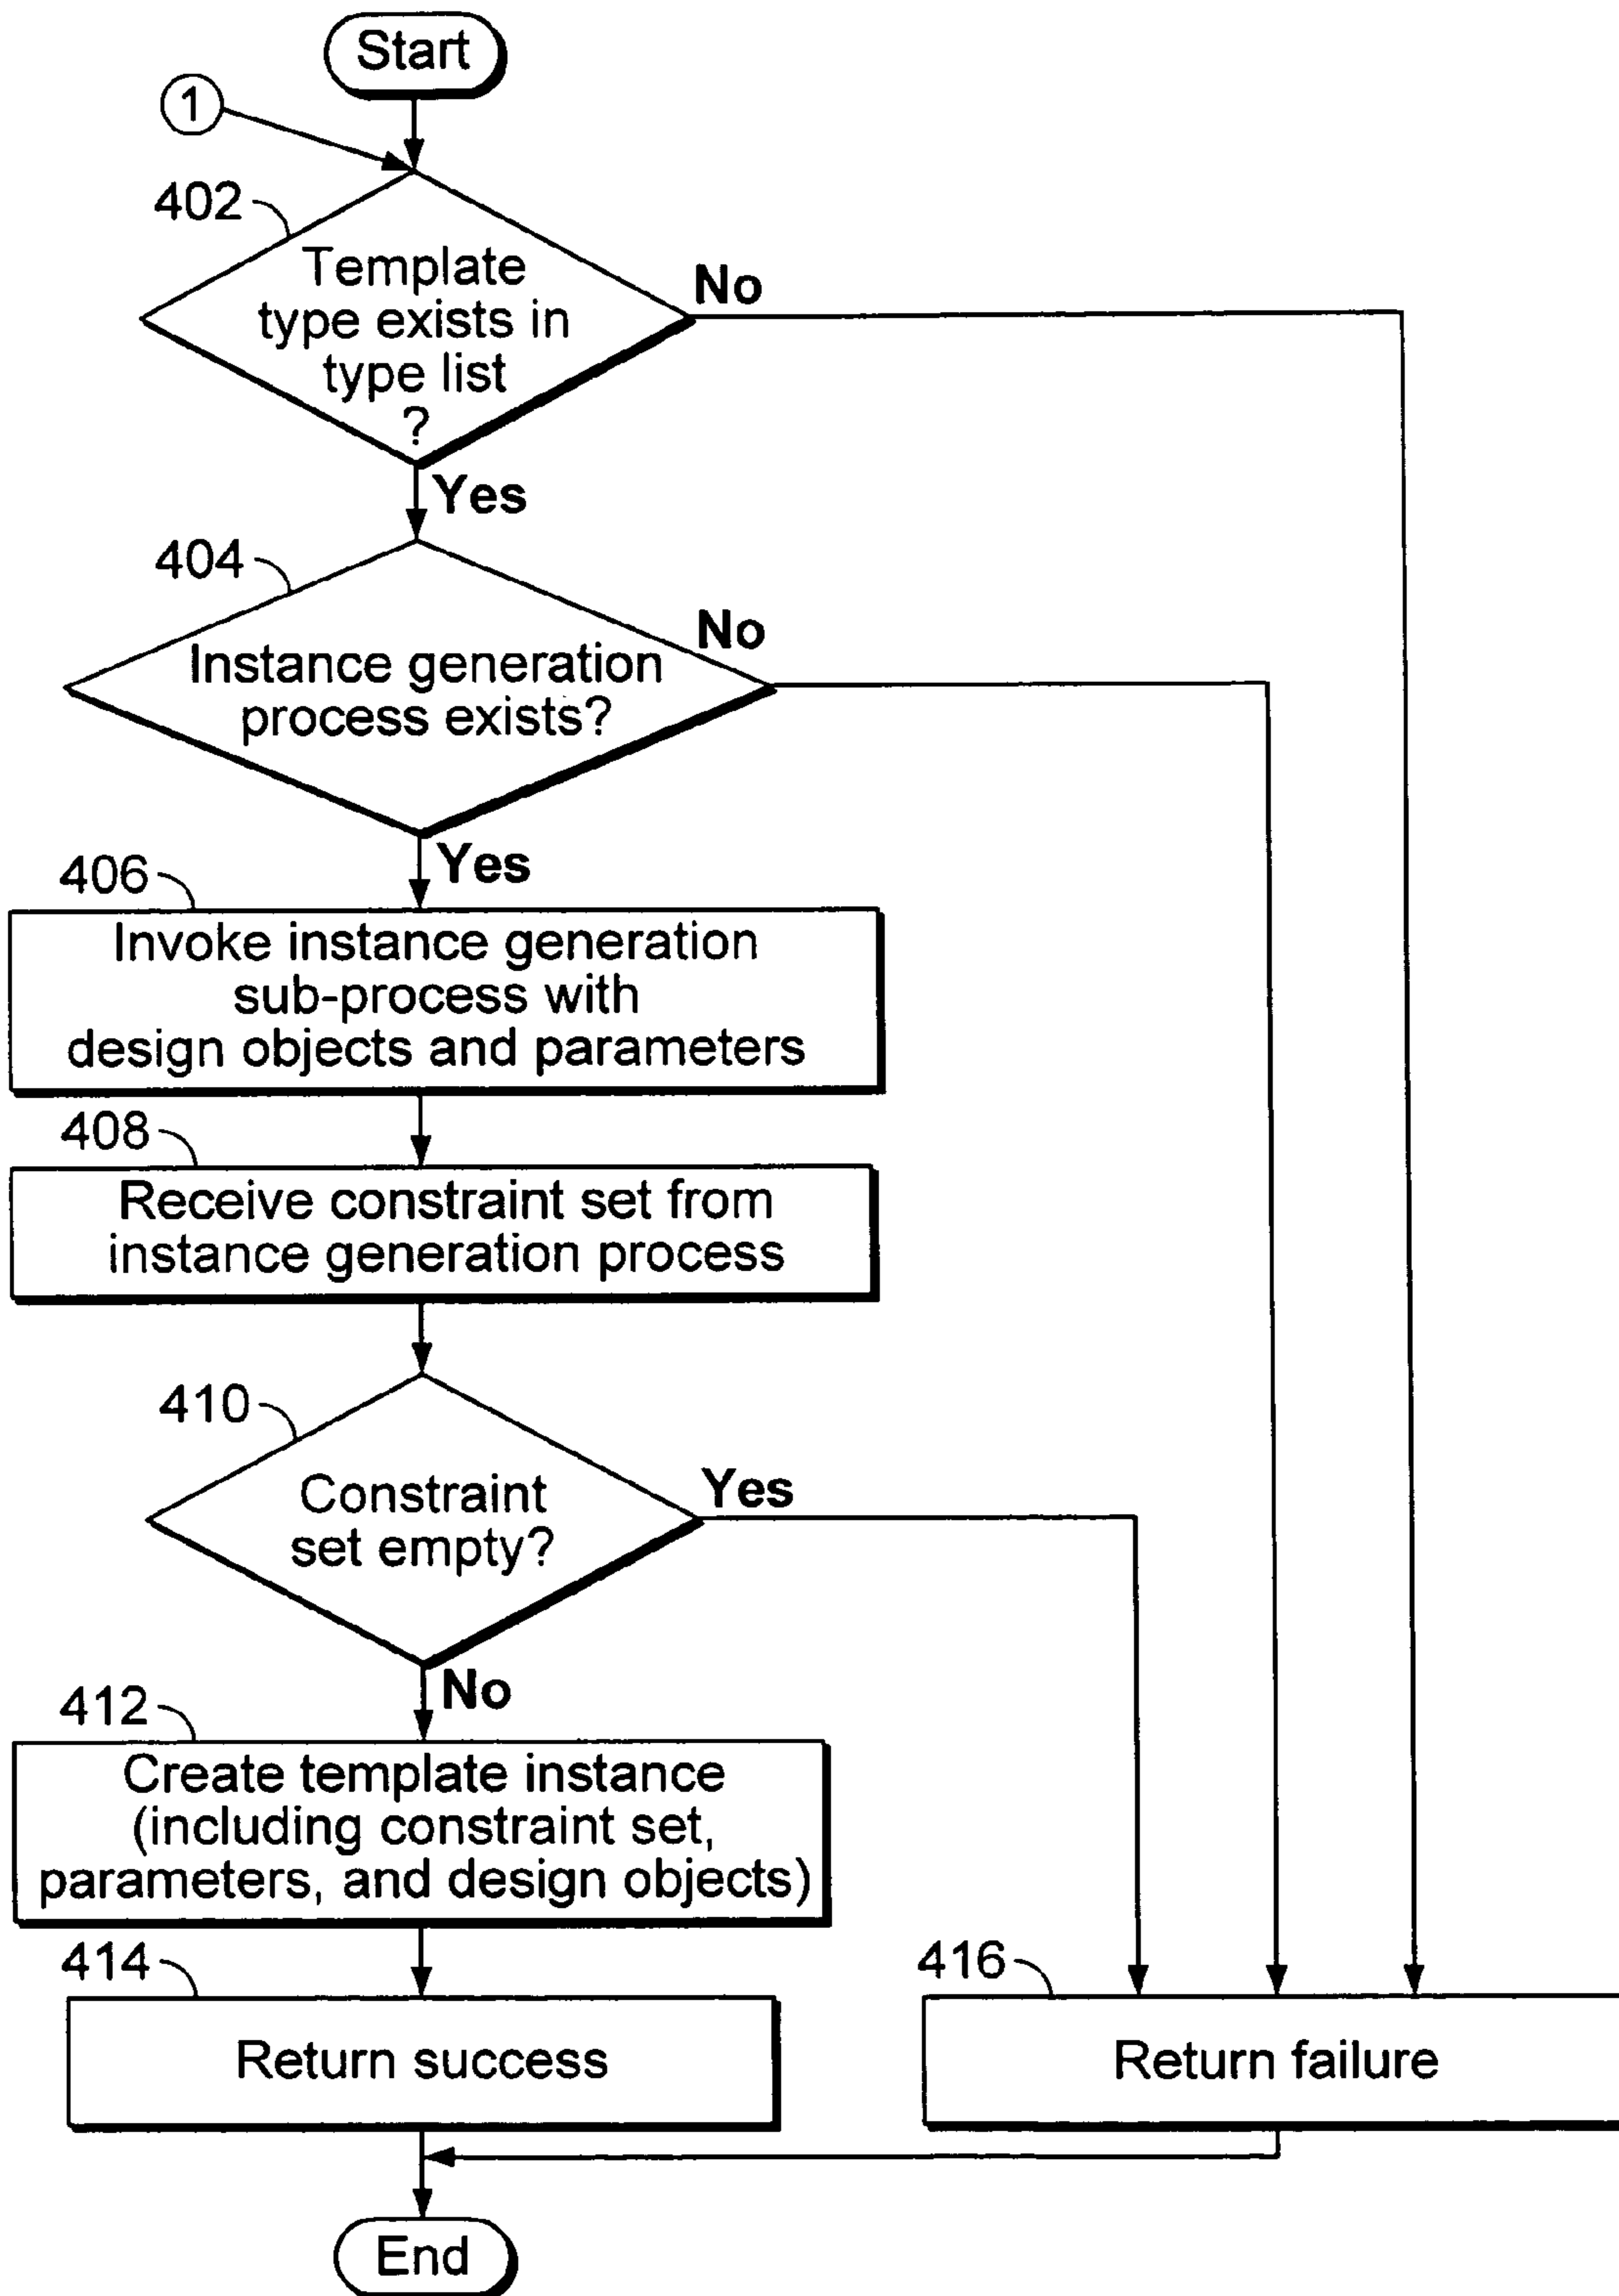 Start
1
402
Template
type exists in
type list
?
No
Yes
404
Instance generation
process exists?
No
Yes
406
Invoke instance generation
sub-process with
design objects and parameters
408
Receive constraint set from
instance generation process
410
Constraint
set empty?
Yes
No
412
Create template instance
(including constraint set,
parameters, and design objects)
414
Return success
416
Return failure
End